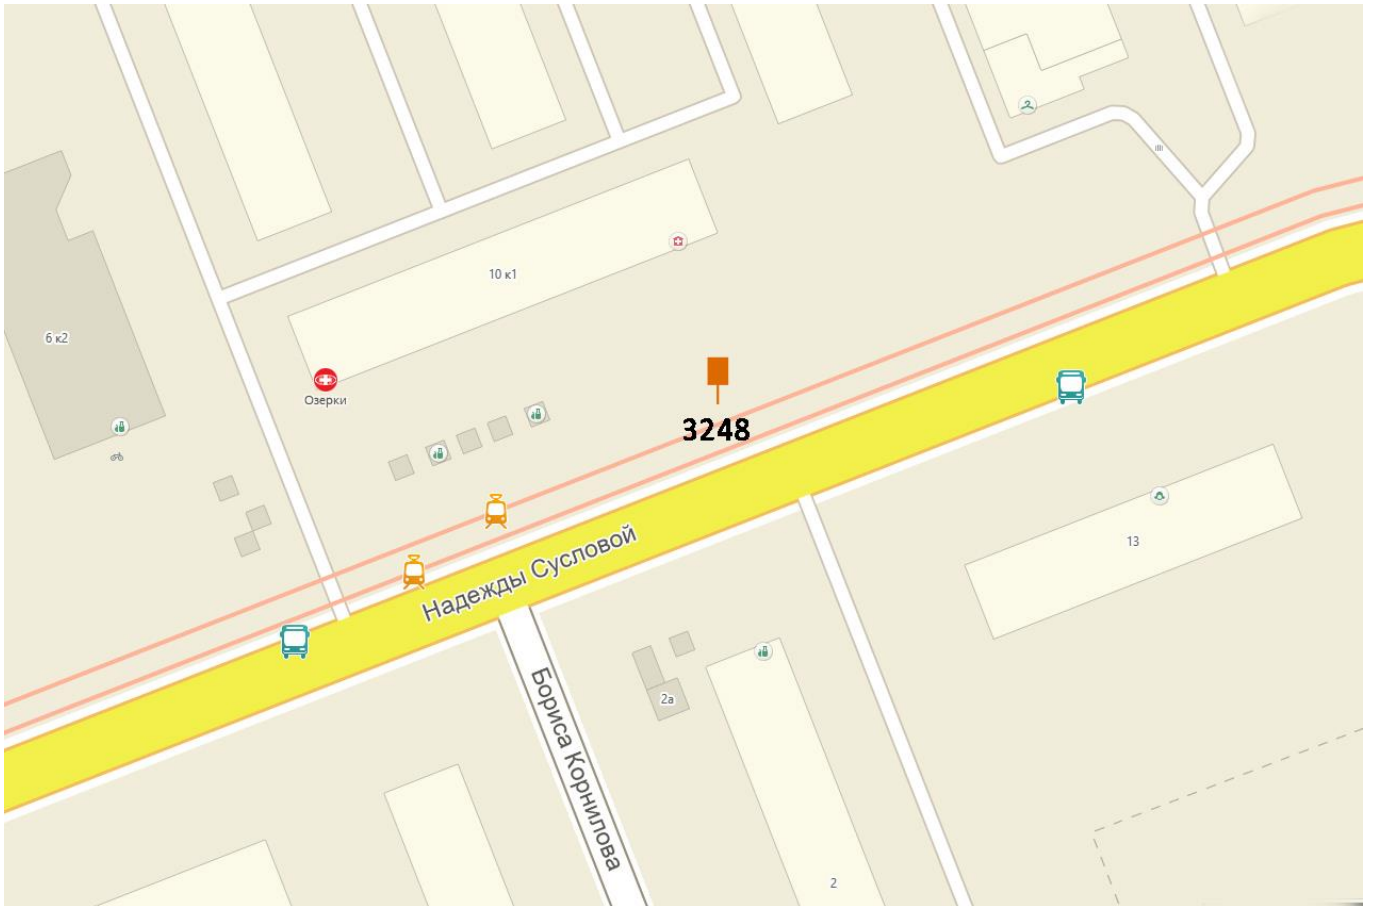 10 к1
6 к2
Озерки
3248
13
Надежды Сусловой
Бориса Корнилова
2а
2